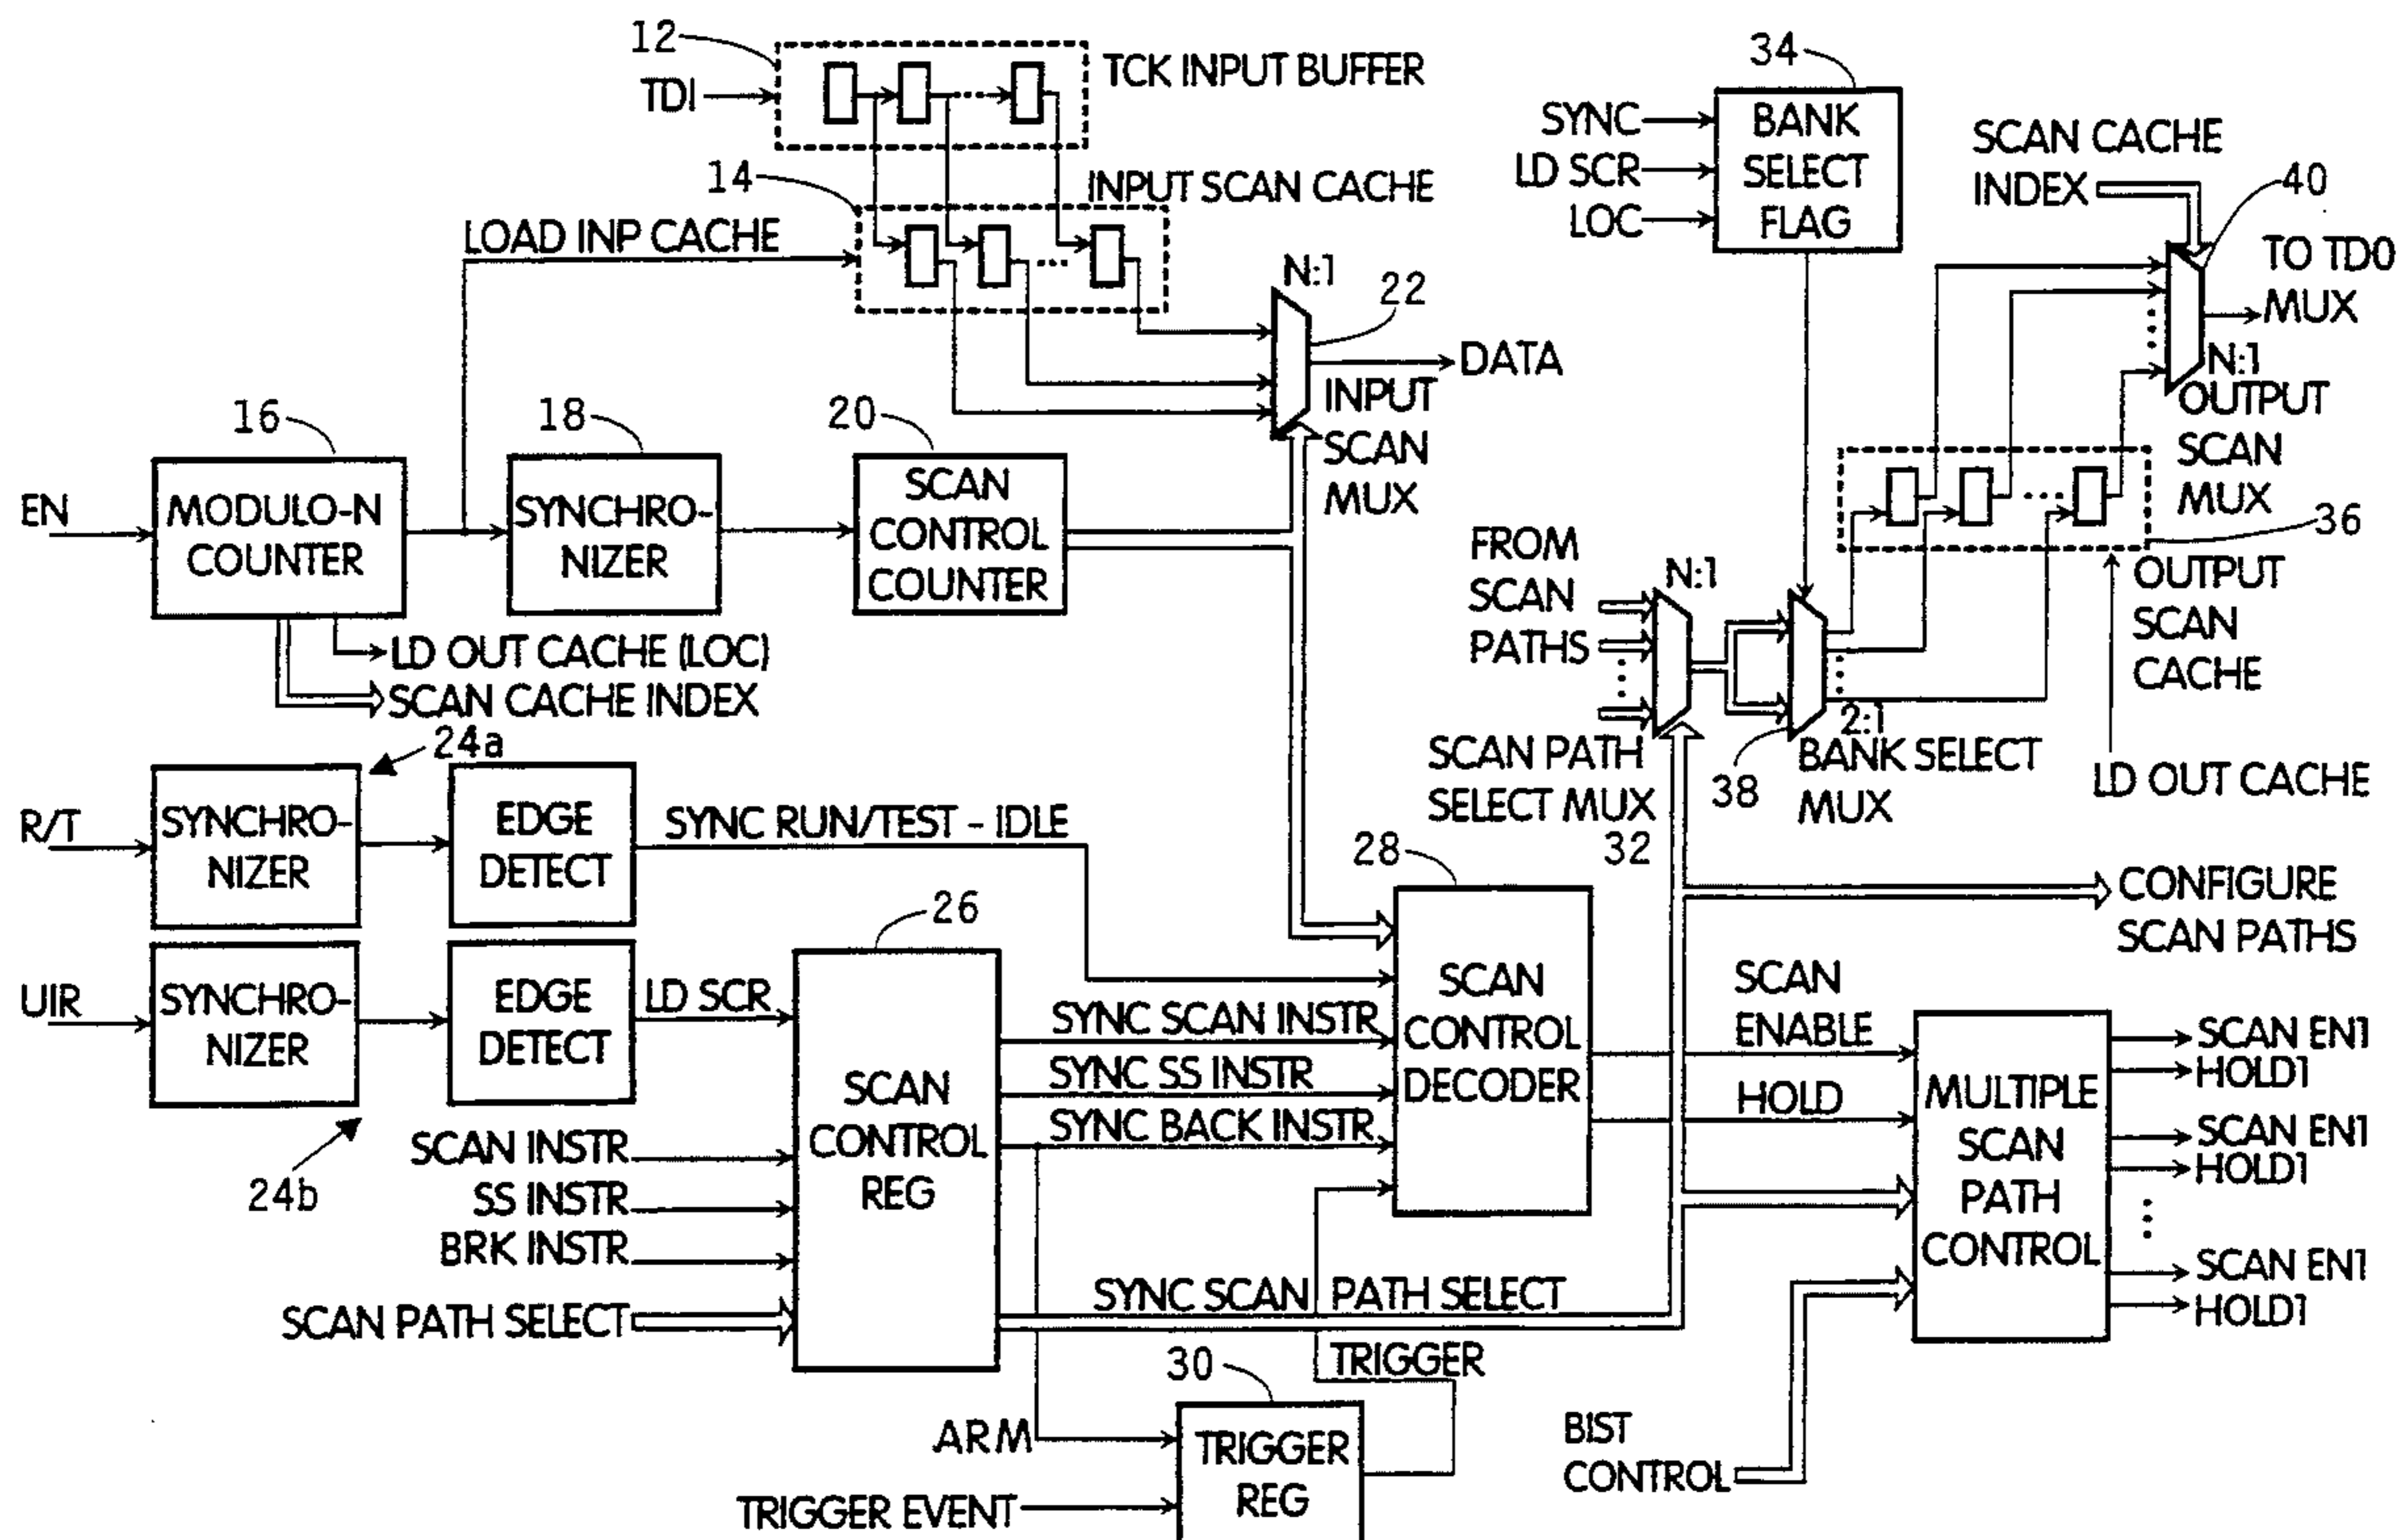 12
TDI
TCK INPUT BUFFER
14
INPUT SCAN CACHE
LOAD INP CACHE
N:1
22
DATA
INPUT
SCAN
MUX
16
MODULO-N
COUNTER
EN
18
SYNCHRO-
NIZER
20
SCAN
CONTROL
COUNTER
LD OUT CACHE (LOC)
SCAN CACHE INDEX
34
SYNC
LD SCR
LOC
BANK
SELECT
FLAG
SCAN CACHE
INDEX
40
TO TD0
MUX
N:1
OUTPUT
SCAN
MUX
36
OUTPUT
SCAN
CACHE
LD OUT CACHE
FROM
SCAN
PATHS
N:1
SCAN PATH
SELECT MUX
32
2:1
BANK SELECT
MUX
38
24a
R/T
SYNCHRO-
NIZER
EDGE
DETECT
SYNC RUN/TEST - IDLE
UIR
SYNCHRO-
NIZER
EDGE
DETECT
LD SCR
24b
26
SCAN
CONTROL
REG
SCAN INSTR
SS INSTR
BRK INSTR
SCAN PATH SELECT
SYNC SCAN INSTR
SYNC SS INSTR
SYNC BACK INSTR
SYNC SCAN PATH SELECT
28
SCAN
CONTROL
DECODER
CONFIGURE
SCAN PATHS
SCAN
ENABLE
HOLD
MULTIPLE
SCAN
PATH
CONTROL
SCAN EN1
HOLD1
SCAN EN1
HOLD1
SCAN EN1
HOLD1
TRIGGER
30
ARM
TRIGGER EVENT
TRIGGER
REG
BIST
CONTROL